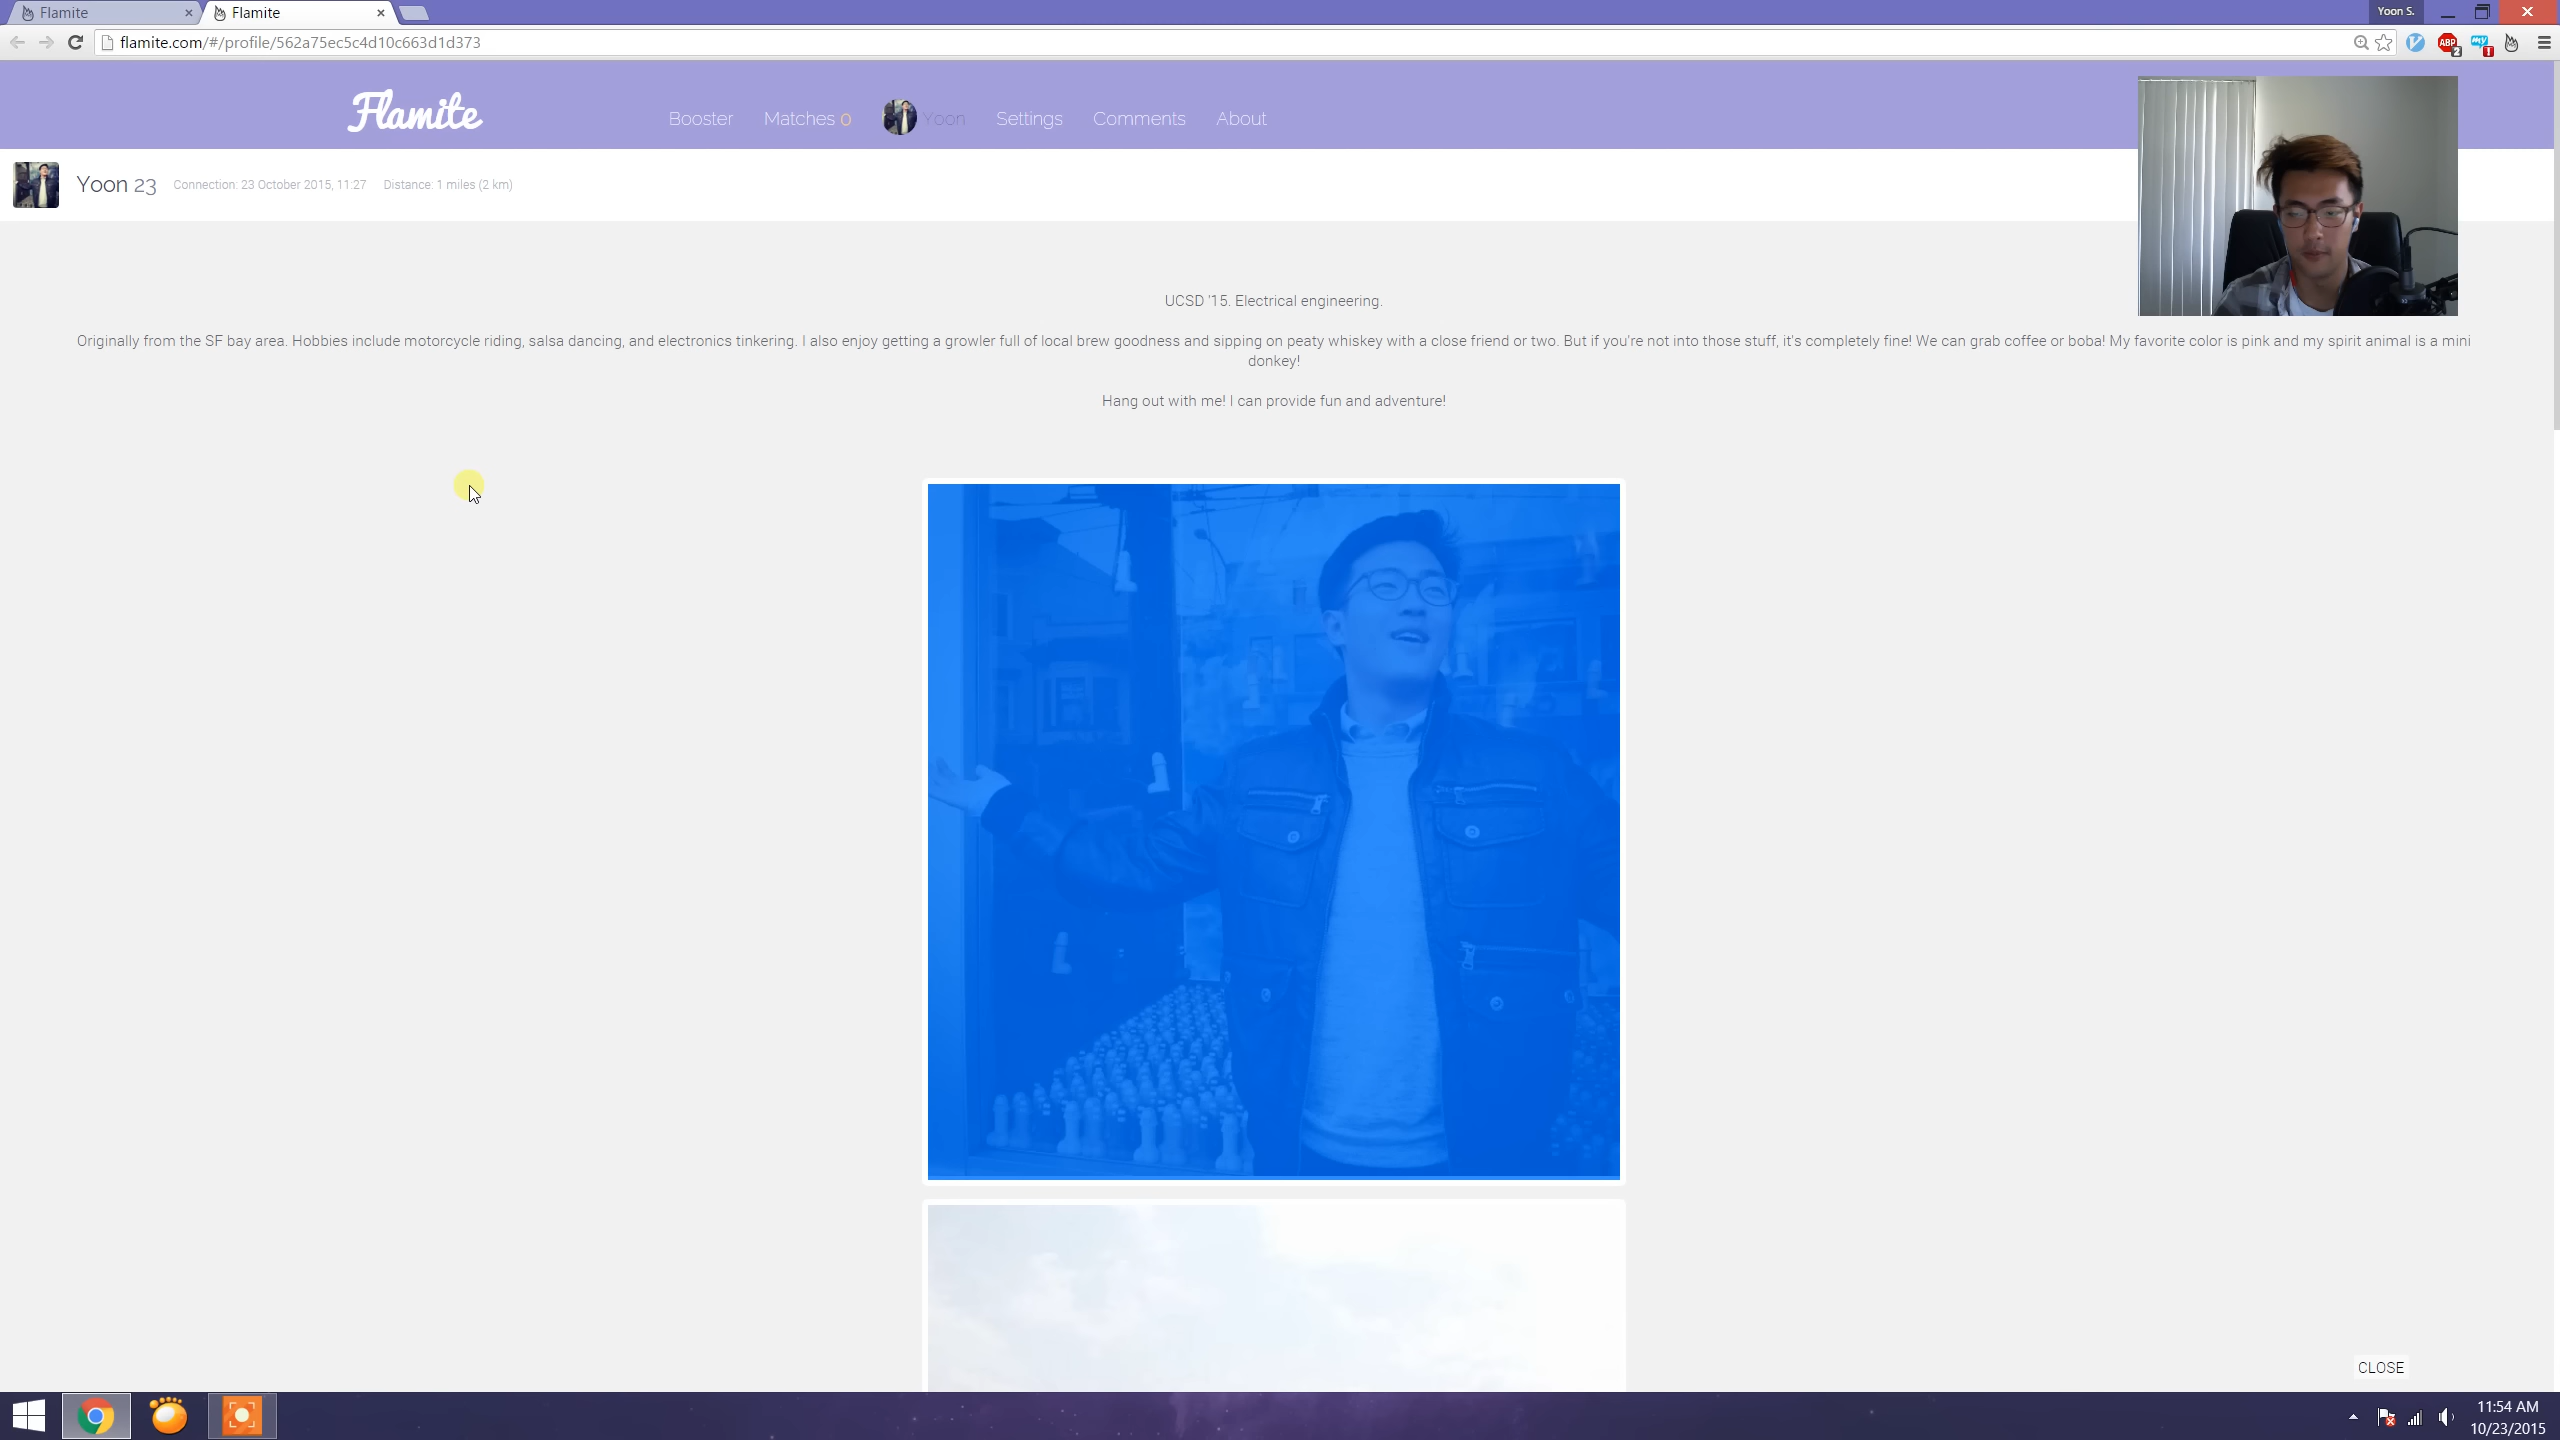 Flamite
Flamite
Yoon S.
flamite.com/#/profile/562a75ec5c4d10c663d1d373
ABP
2
Flamite
Booster
Matches 0
Yoon
Settings
Comments
About
Yoon 23
Connection: 23 October 2015, 11:27
Distance: 1 miles (2 km)
UCSD '15. Electrical engineering.
Originally from the SF bay area. Hobbies include motorcycle riding, salsa dancing, and electronics tinkering. I also enjoy getting a growler full of local brew goodness and sipping on peaty whiskey with a close friend or two. But if you're not into those stuff, it's completely fine! We can grab coffee or boba! My favorite color is pink and my spirit animal is a mini
donkey!
Hang out with me! I can provide fun and adventure!
CLOSE
11:54 AM
10/23/2015